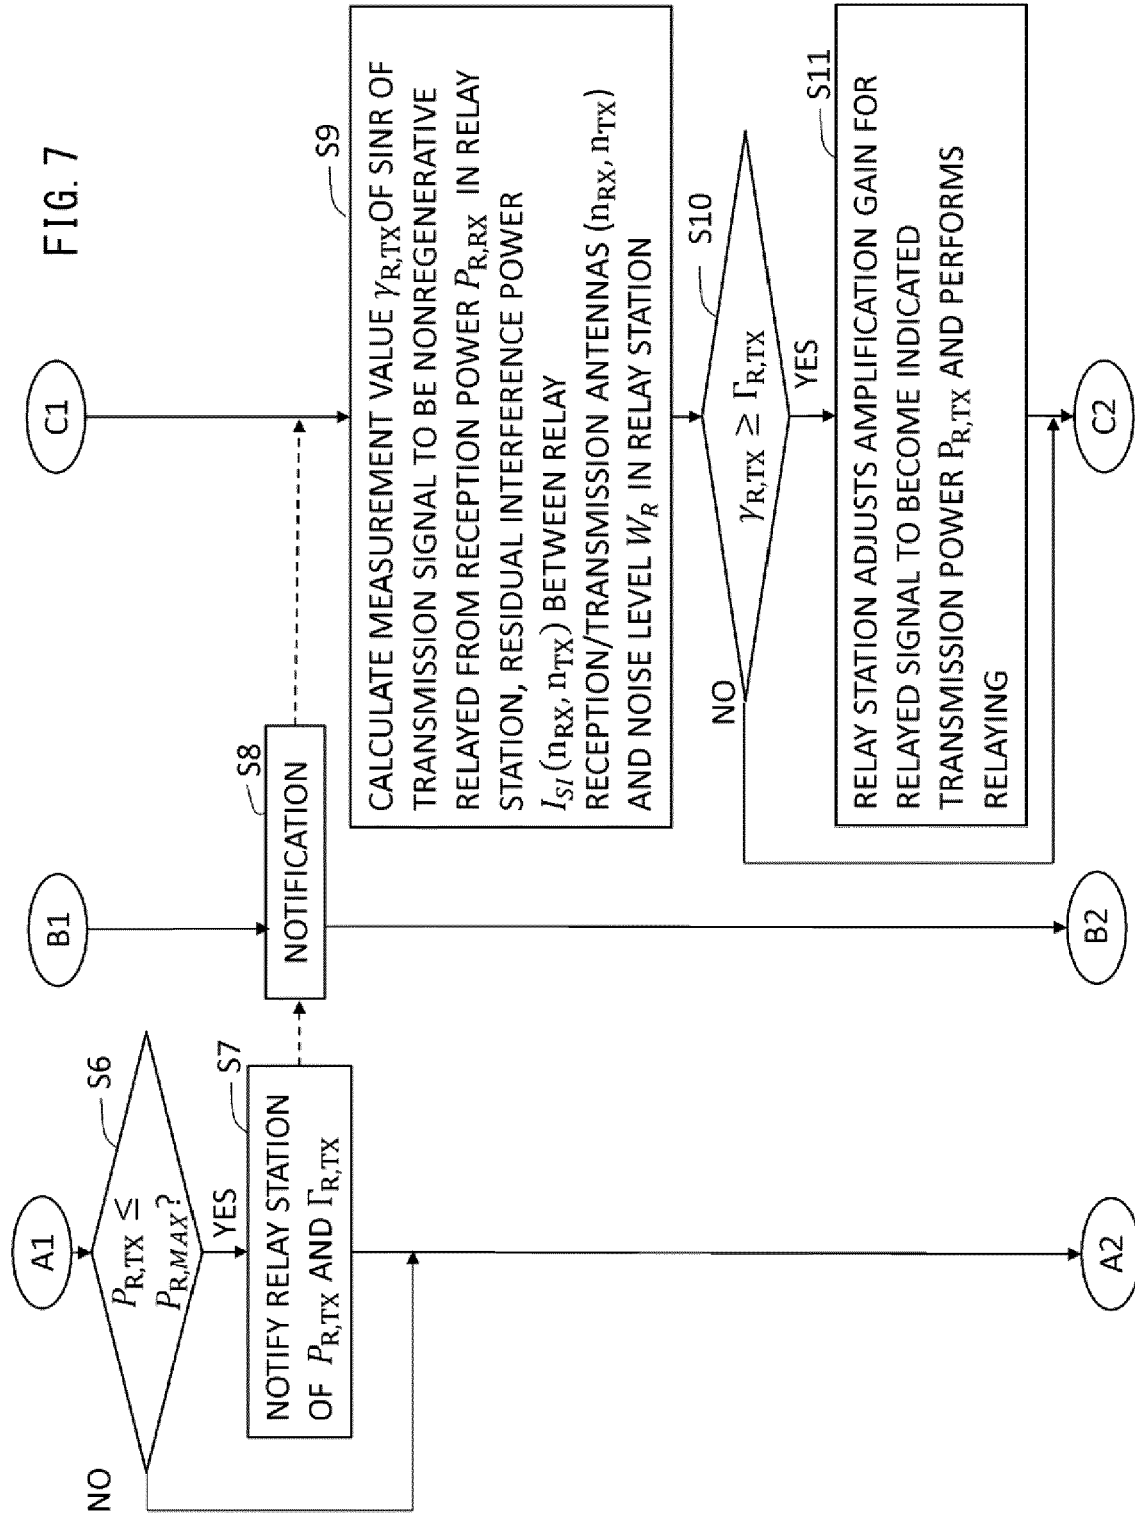 FIG. 7
A1
P_R,TX ≤
P_R,MAX?
S6
NO
YES
S7
NOTIFY RELAY STATION
OF P_R,TX AND Γ_R,TX
A2
B1
S8
NOTIFICATION
B2
C1
S9
CALCULATE MEASUREMENT VALUE γ_R,TX OF SINR OF
TRANSMISSION SIGNAL TO BE NONREGENERATIVE
RELAYED FROM RECEPTION POWER P_R,RX IN RELAY
STATION, RESIDUAL INTERFERENCE POWER
I_SI(n_RX, n_TX) BETWEEN RELAY
RECEPTION/TRANSMISSION ANTENNAS (n_RX, n_TX)
AND NOISE LEVEL W_R IN RELAY STATION
S10
γ_R,TX ≥ Γ_R,TX
NO
YES
S11
RELAY STATION ADJUSTS AMPLIFICATION GAIN FOR
RELAYED SIGNAL TO BECOME INDICATED
TRANSMISSION POWER P_R,TX AND PERFORMS
RELAYING
C2